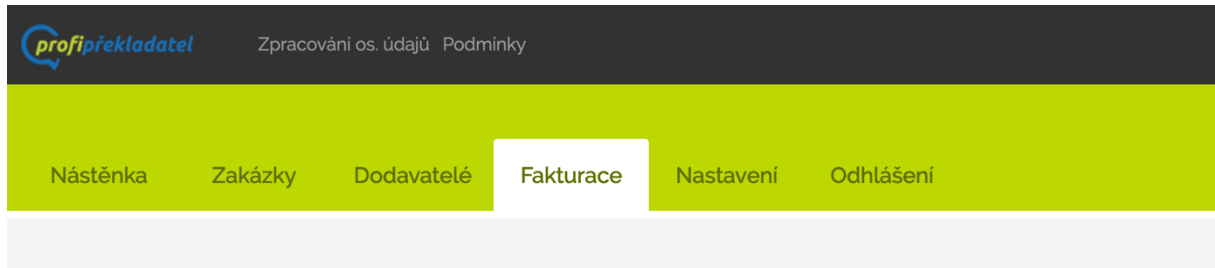 profipřekladatel Zpracování os. údajů Podmínky
Nástěnka Zakázky Dodavatelé Fakturace Nastavení Odhlášení